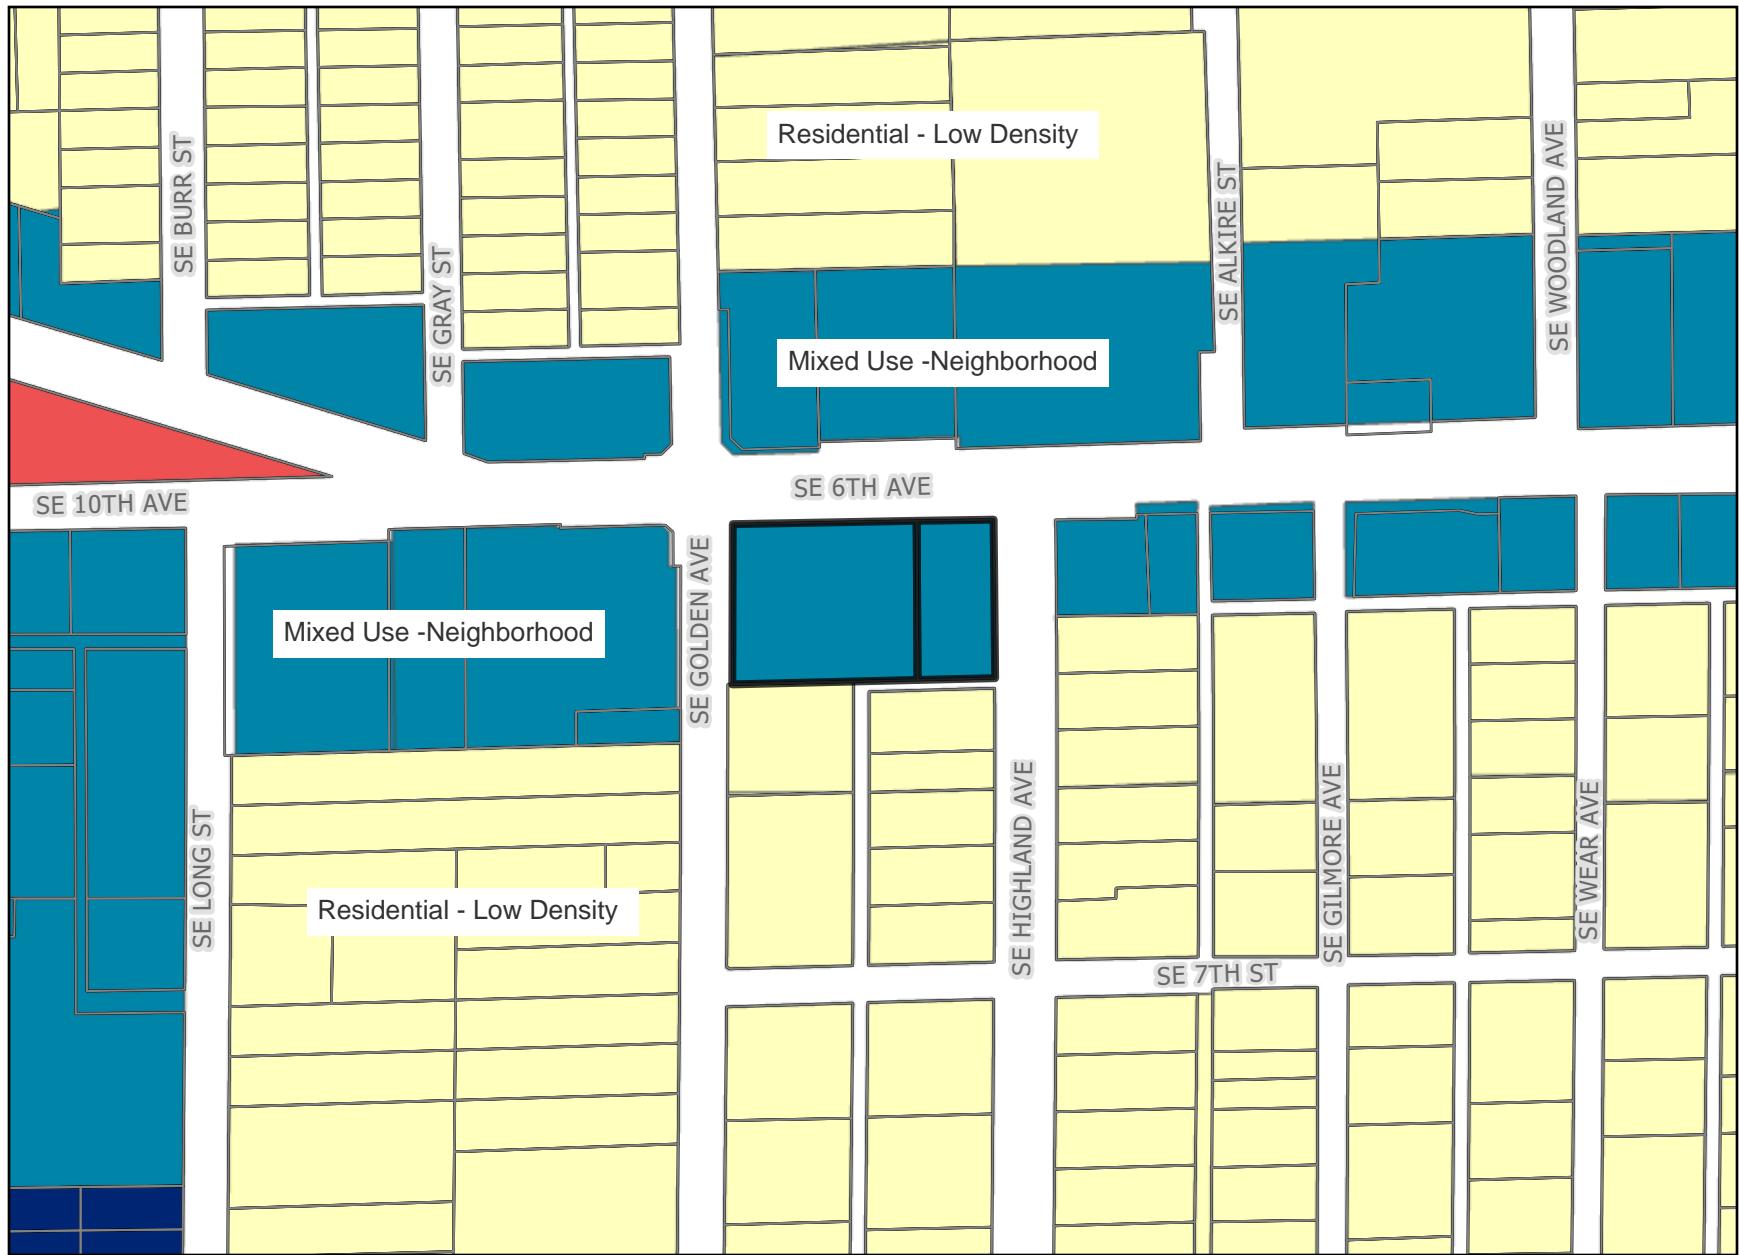 Residential - Low Density
SE BURR ST
SE GRAY ST
SE ALKIRE ST
SE WOODLAND AVE
Mixed Use -Neighborhood
SE 10TH AVE
SE 6TH AVE
Mixed Use -Neighborhood
SE GOLDEN AVE
SE LONG ST
SE HIGHLAND AVE
SE GILMORE AVE
SE WEAR AVE
Residential - Low Density
SE 7TH ST